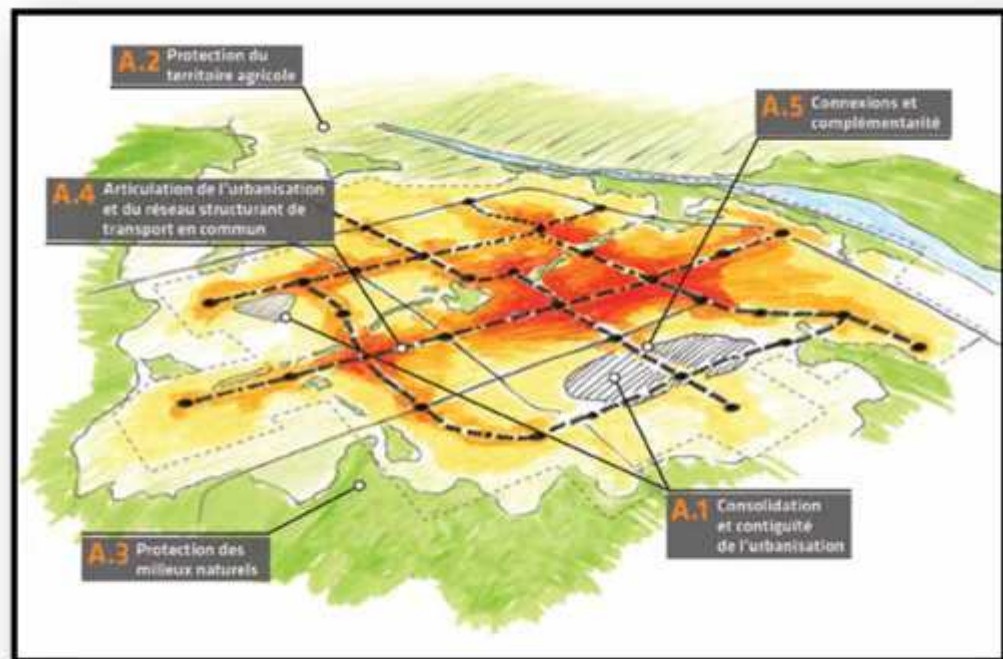 A.2 Protection du
territoire agricole
A.5 Connexions et
complémentarité
A.4 Articulation de l'urbanisation
et du réseau structurant de
transport en commun
A.1 Consolidation
et contiguïté
de l'urbanisation
A.3 Protection des
milieux naturels